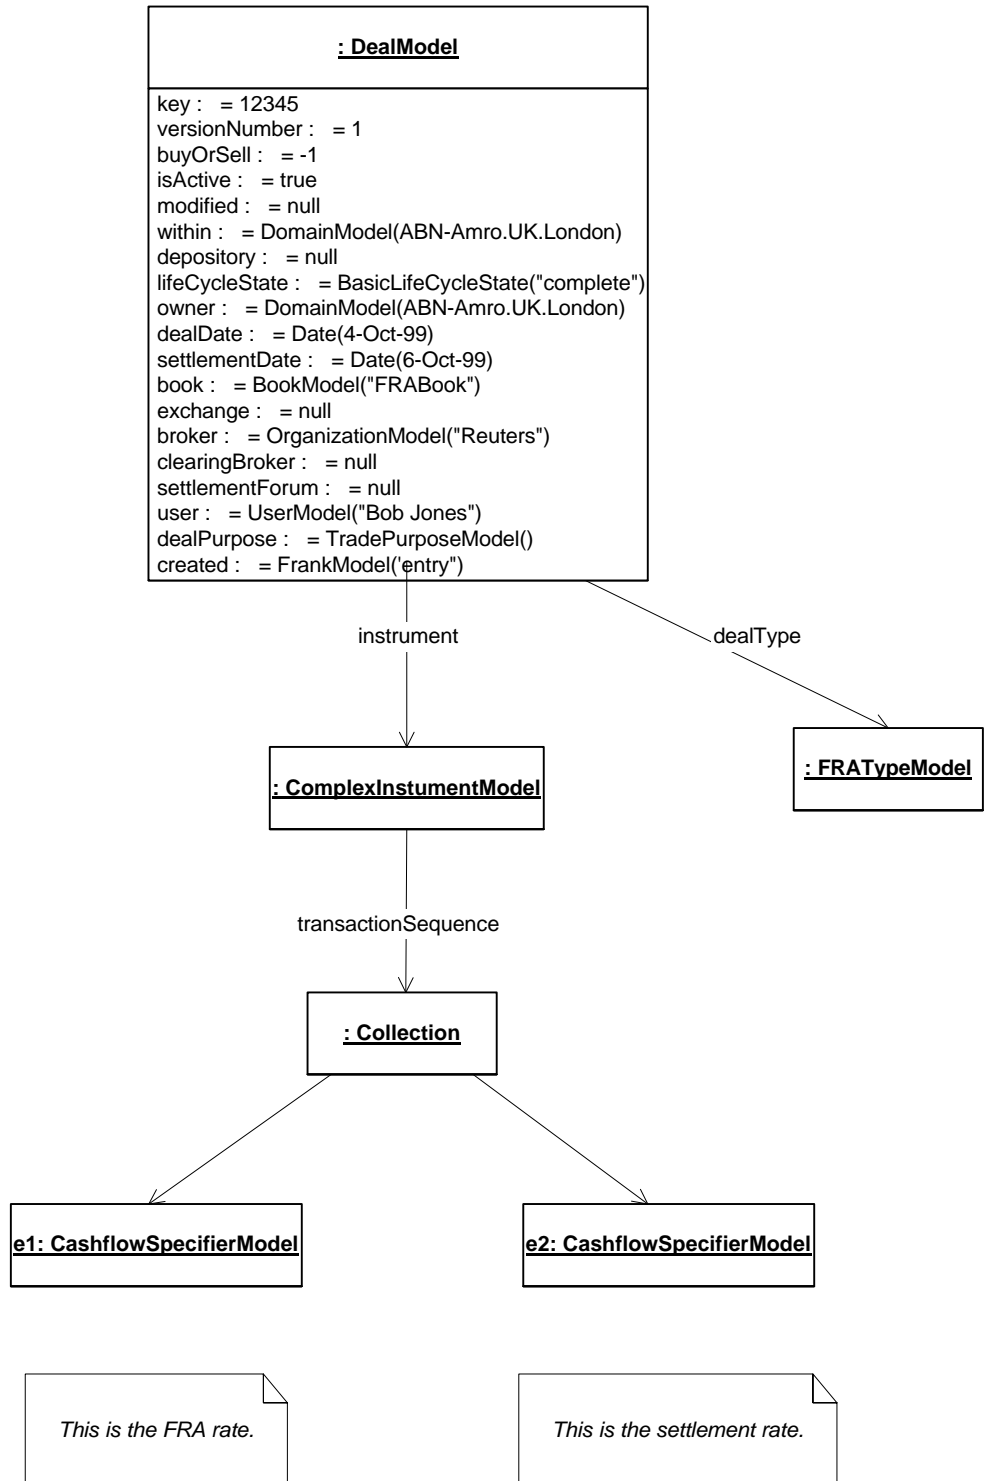 : DealModel
key :   = 12345
versionNumber :   = 1
buyOrSell :   = -1
isActive :   = true
modified :   = null
within :   = DomainModel(ABN-Amro.UK.London)
depository :   = null
lifeCycleState :   = BasicLifeCycleState("complete")
owner :   = DomainModel(ABN-Amro.UK.London)
dealDate :   = Date(4-Oct-99)
settlementDate :   = Date(6-Oct-99)
book :   = BookModel("FRABook")
exchange :   = null
broker :   = OrganizationModel("Reuters")
clearingBroker :   = null
settlementForum :   = null
user :   = UserModel("Bob Jones")
dealPurpose :   = TradePurposeModel()
created :   = FrankModel('entry")
instrument
dealType
: ComplexInstumentModel
: FRATypeModel
transactionSequence
: Collection
e1: CashflowSpecifierModel
e2: CashflowSpecifierModel
This is the FRA rate.
This is the settlement rate.